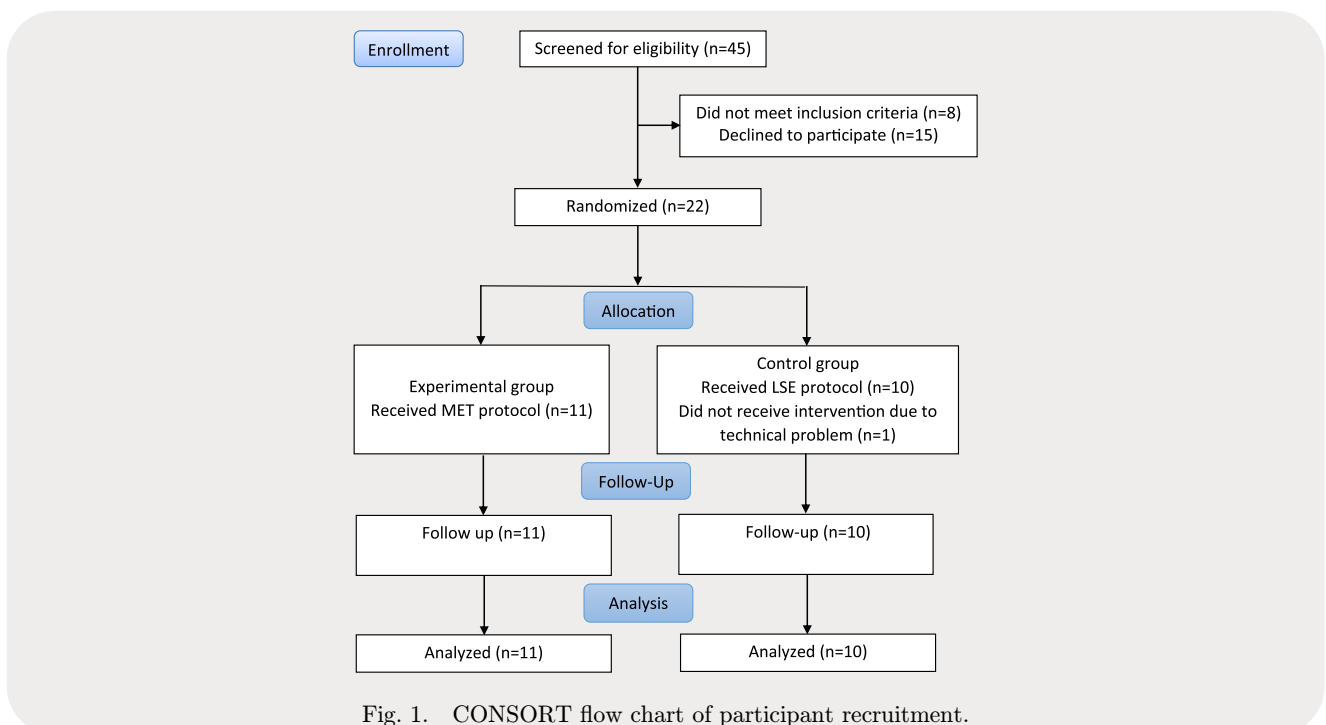 Enrollment
Screened for eligibility (n=45)
Did not meet inclusion criteria (n=8)
Declined to participate (n=15)
Randomized (n=22)
Allocation
Experimental group
Received MET protocol (n=11)
Control group
Received LSE protocol (n=10)
Did not receive intervention due to
technical problem (n=1)
Follow-Up
Follow up (n=11)
Follow-up (n=10)
Analysis
Analyzed (n=11)
Analyzed (n=10)
Fig. 1. CONSORT flow chart of participant recruitment.